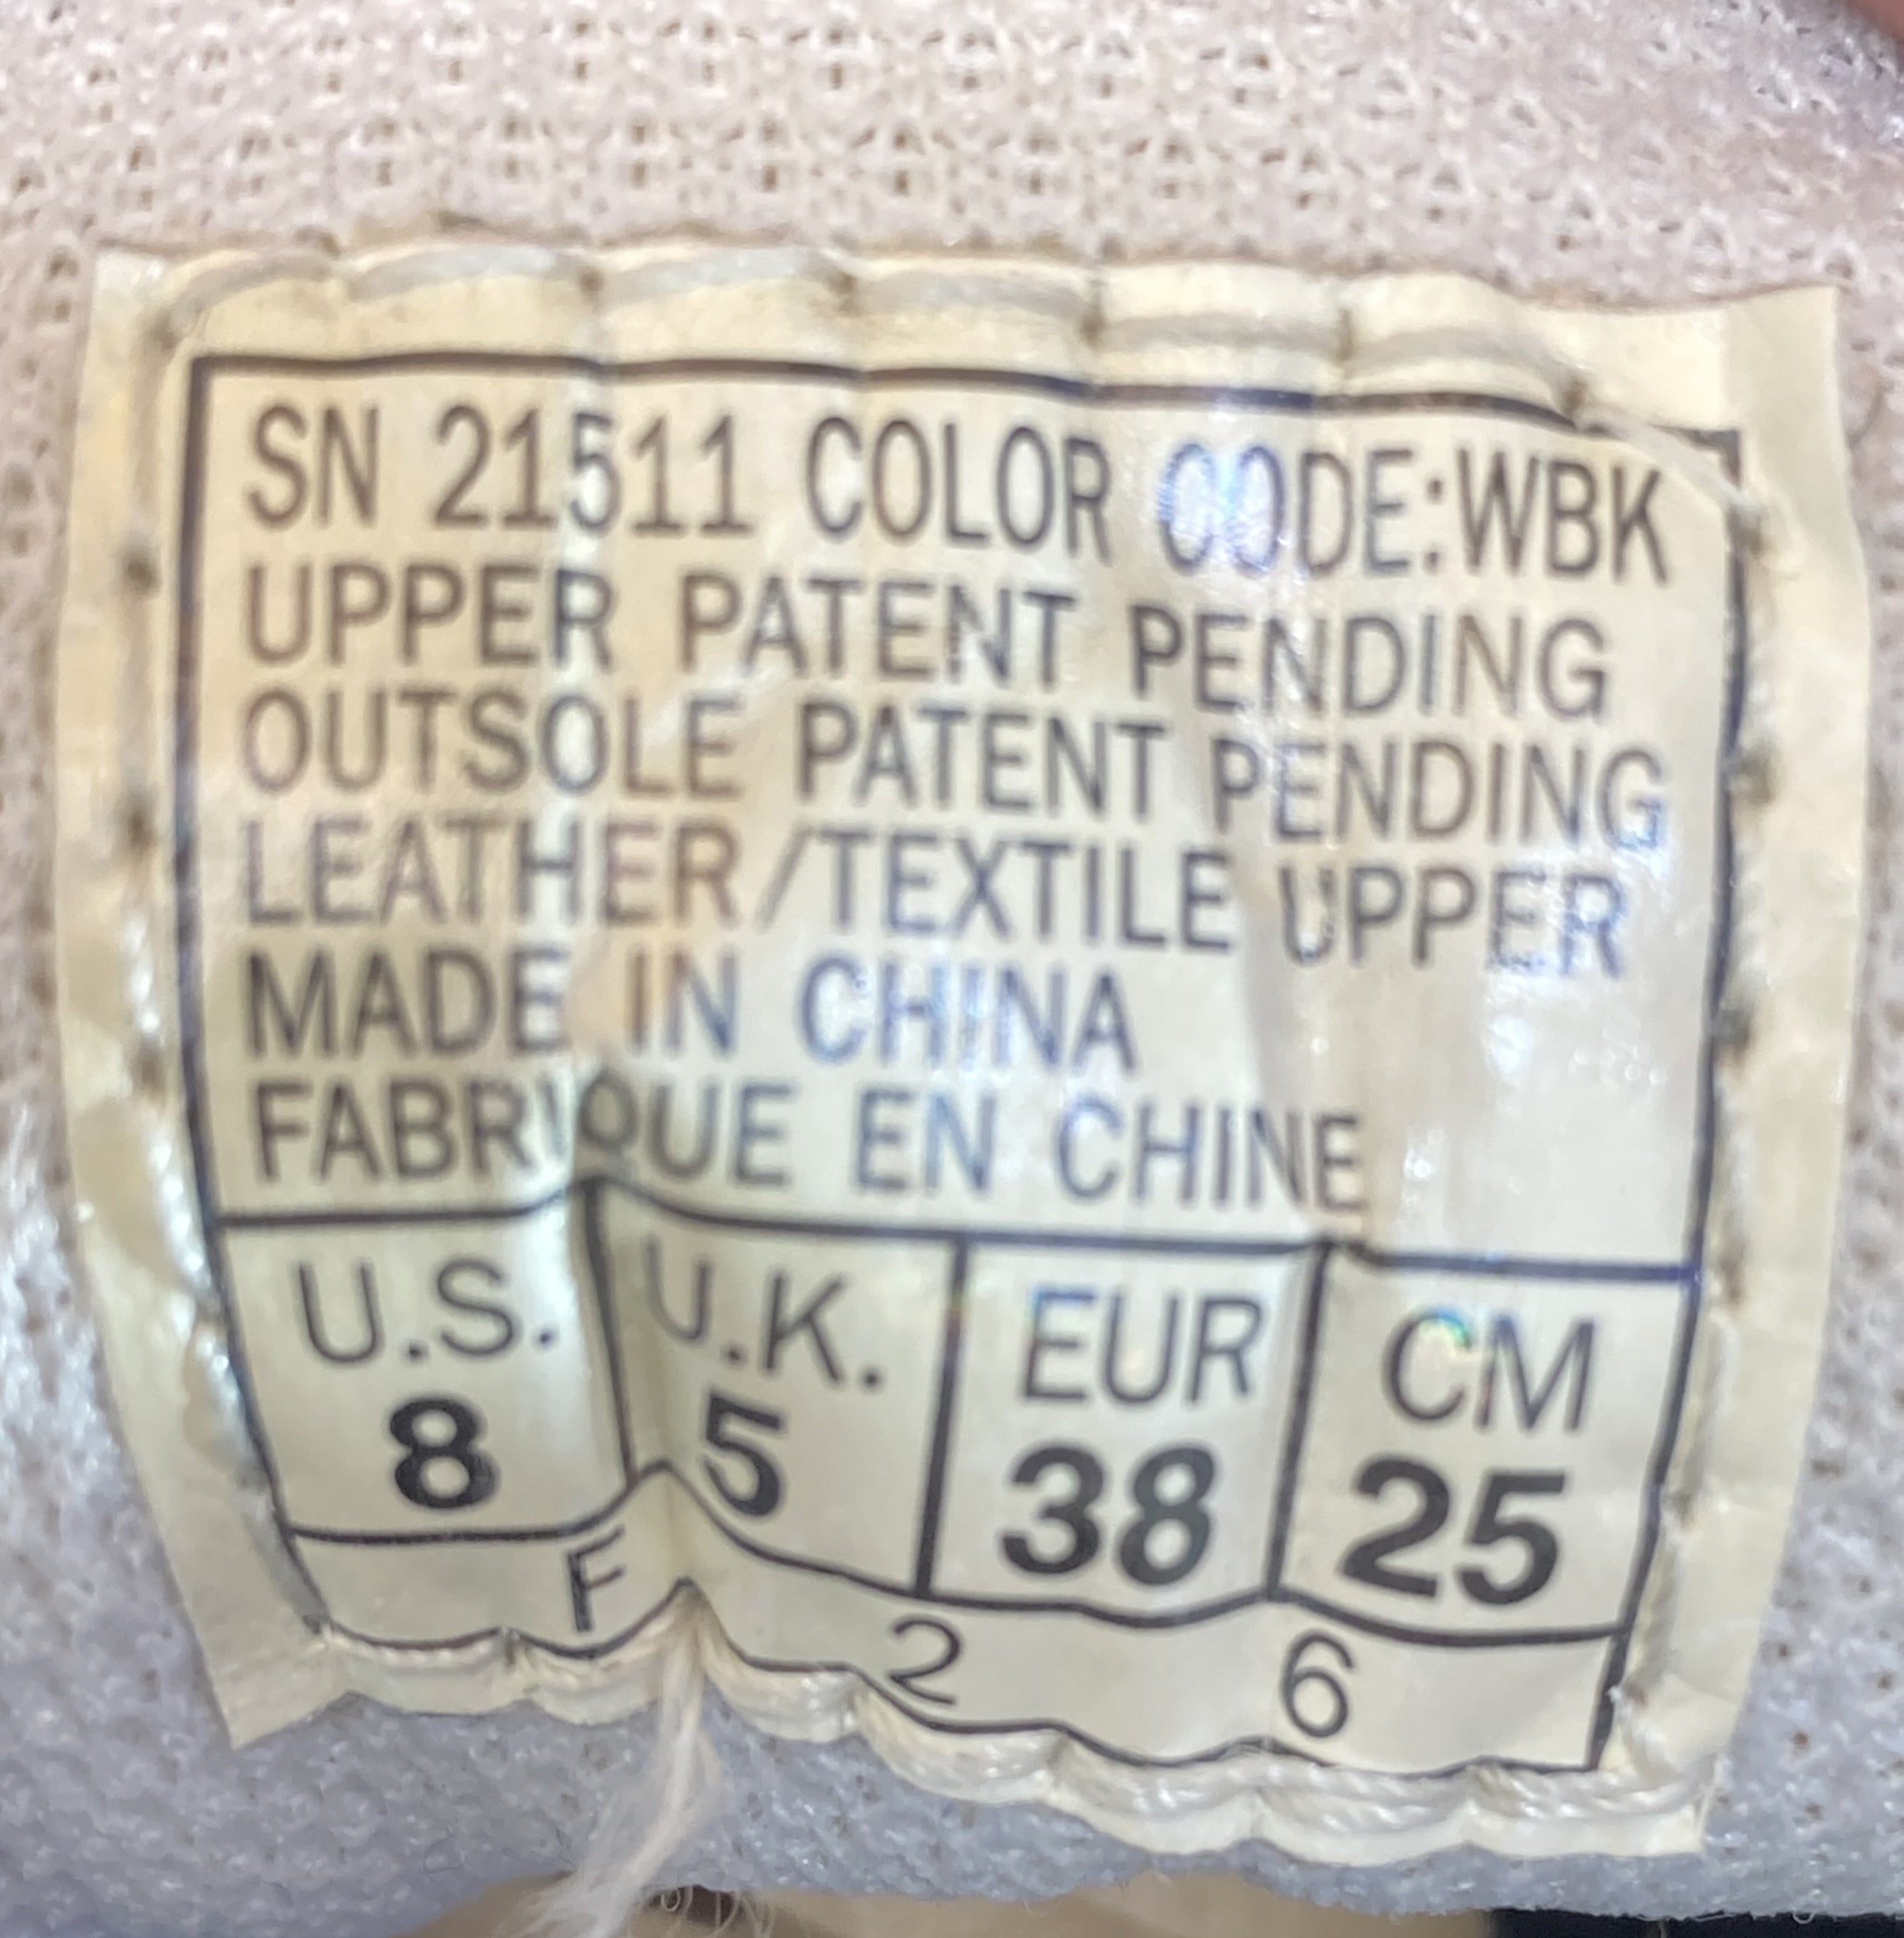 SN 21511 COLOR CODE:WBK
UPPER PATENT PENDING
OUTSOLE PATENT PENDING
LEATHER/TEXTILE UPPER
MADE IN CHINA
FABRIQUE EN CHINE
U.S. U.K. EUR CM
8 5 38 25
F 2 6